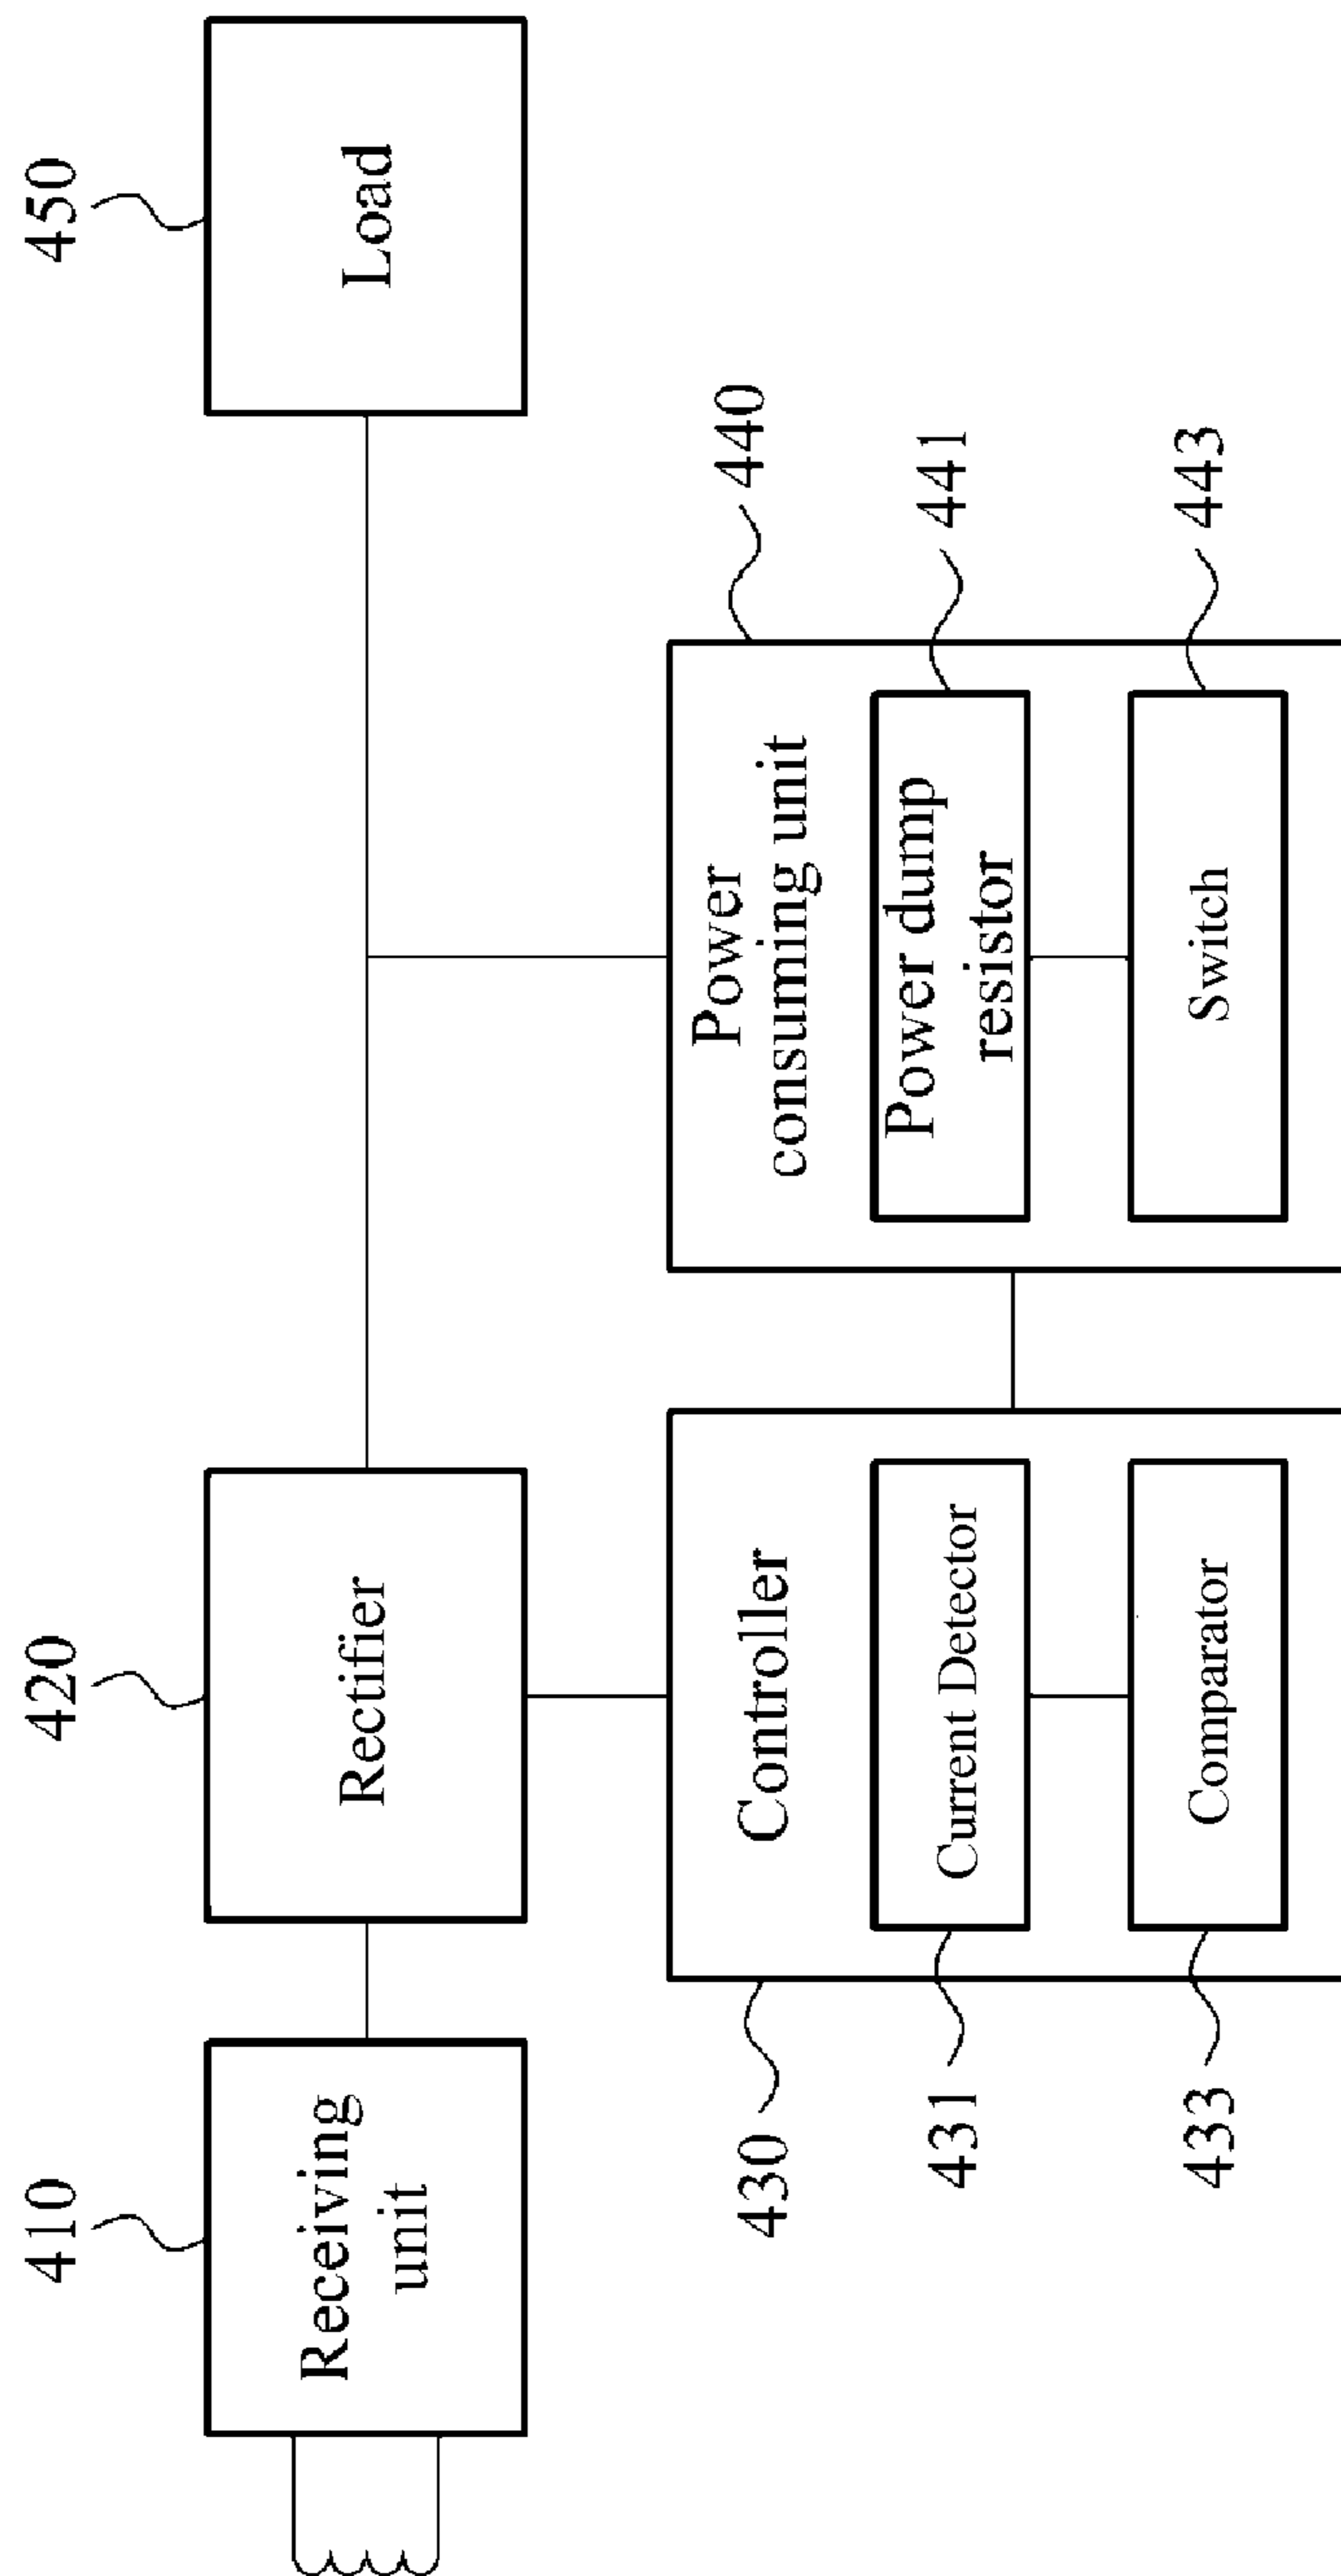 410
420
450
Receiving
unit
Rectifier
Load
430
Controller
431
Current Detector
433
Comparator
440
Power
consuming unit
441
Power dump
resistor
443
Switch